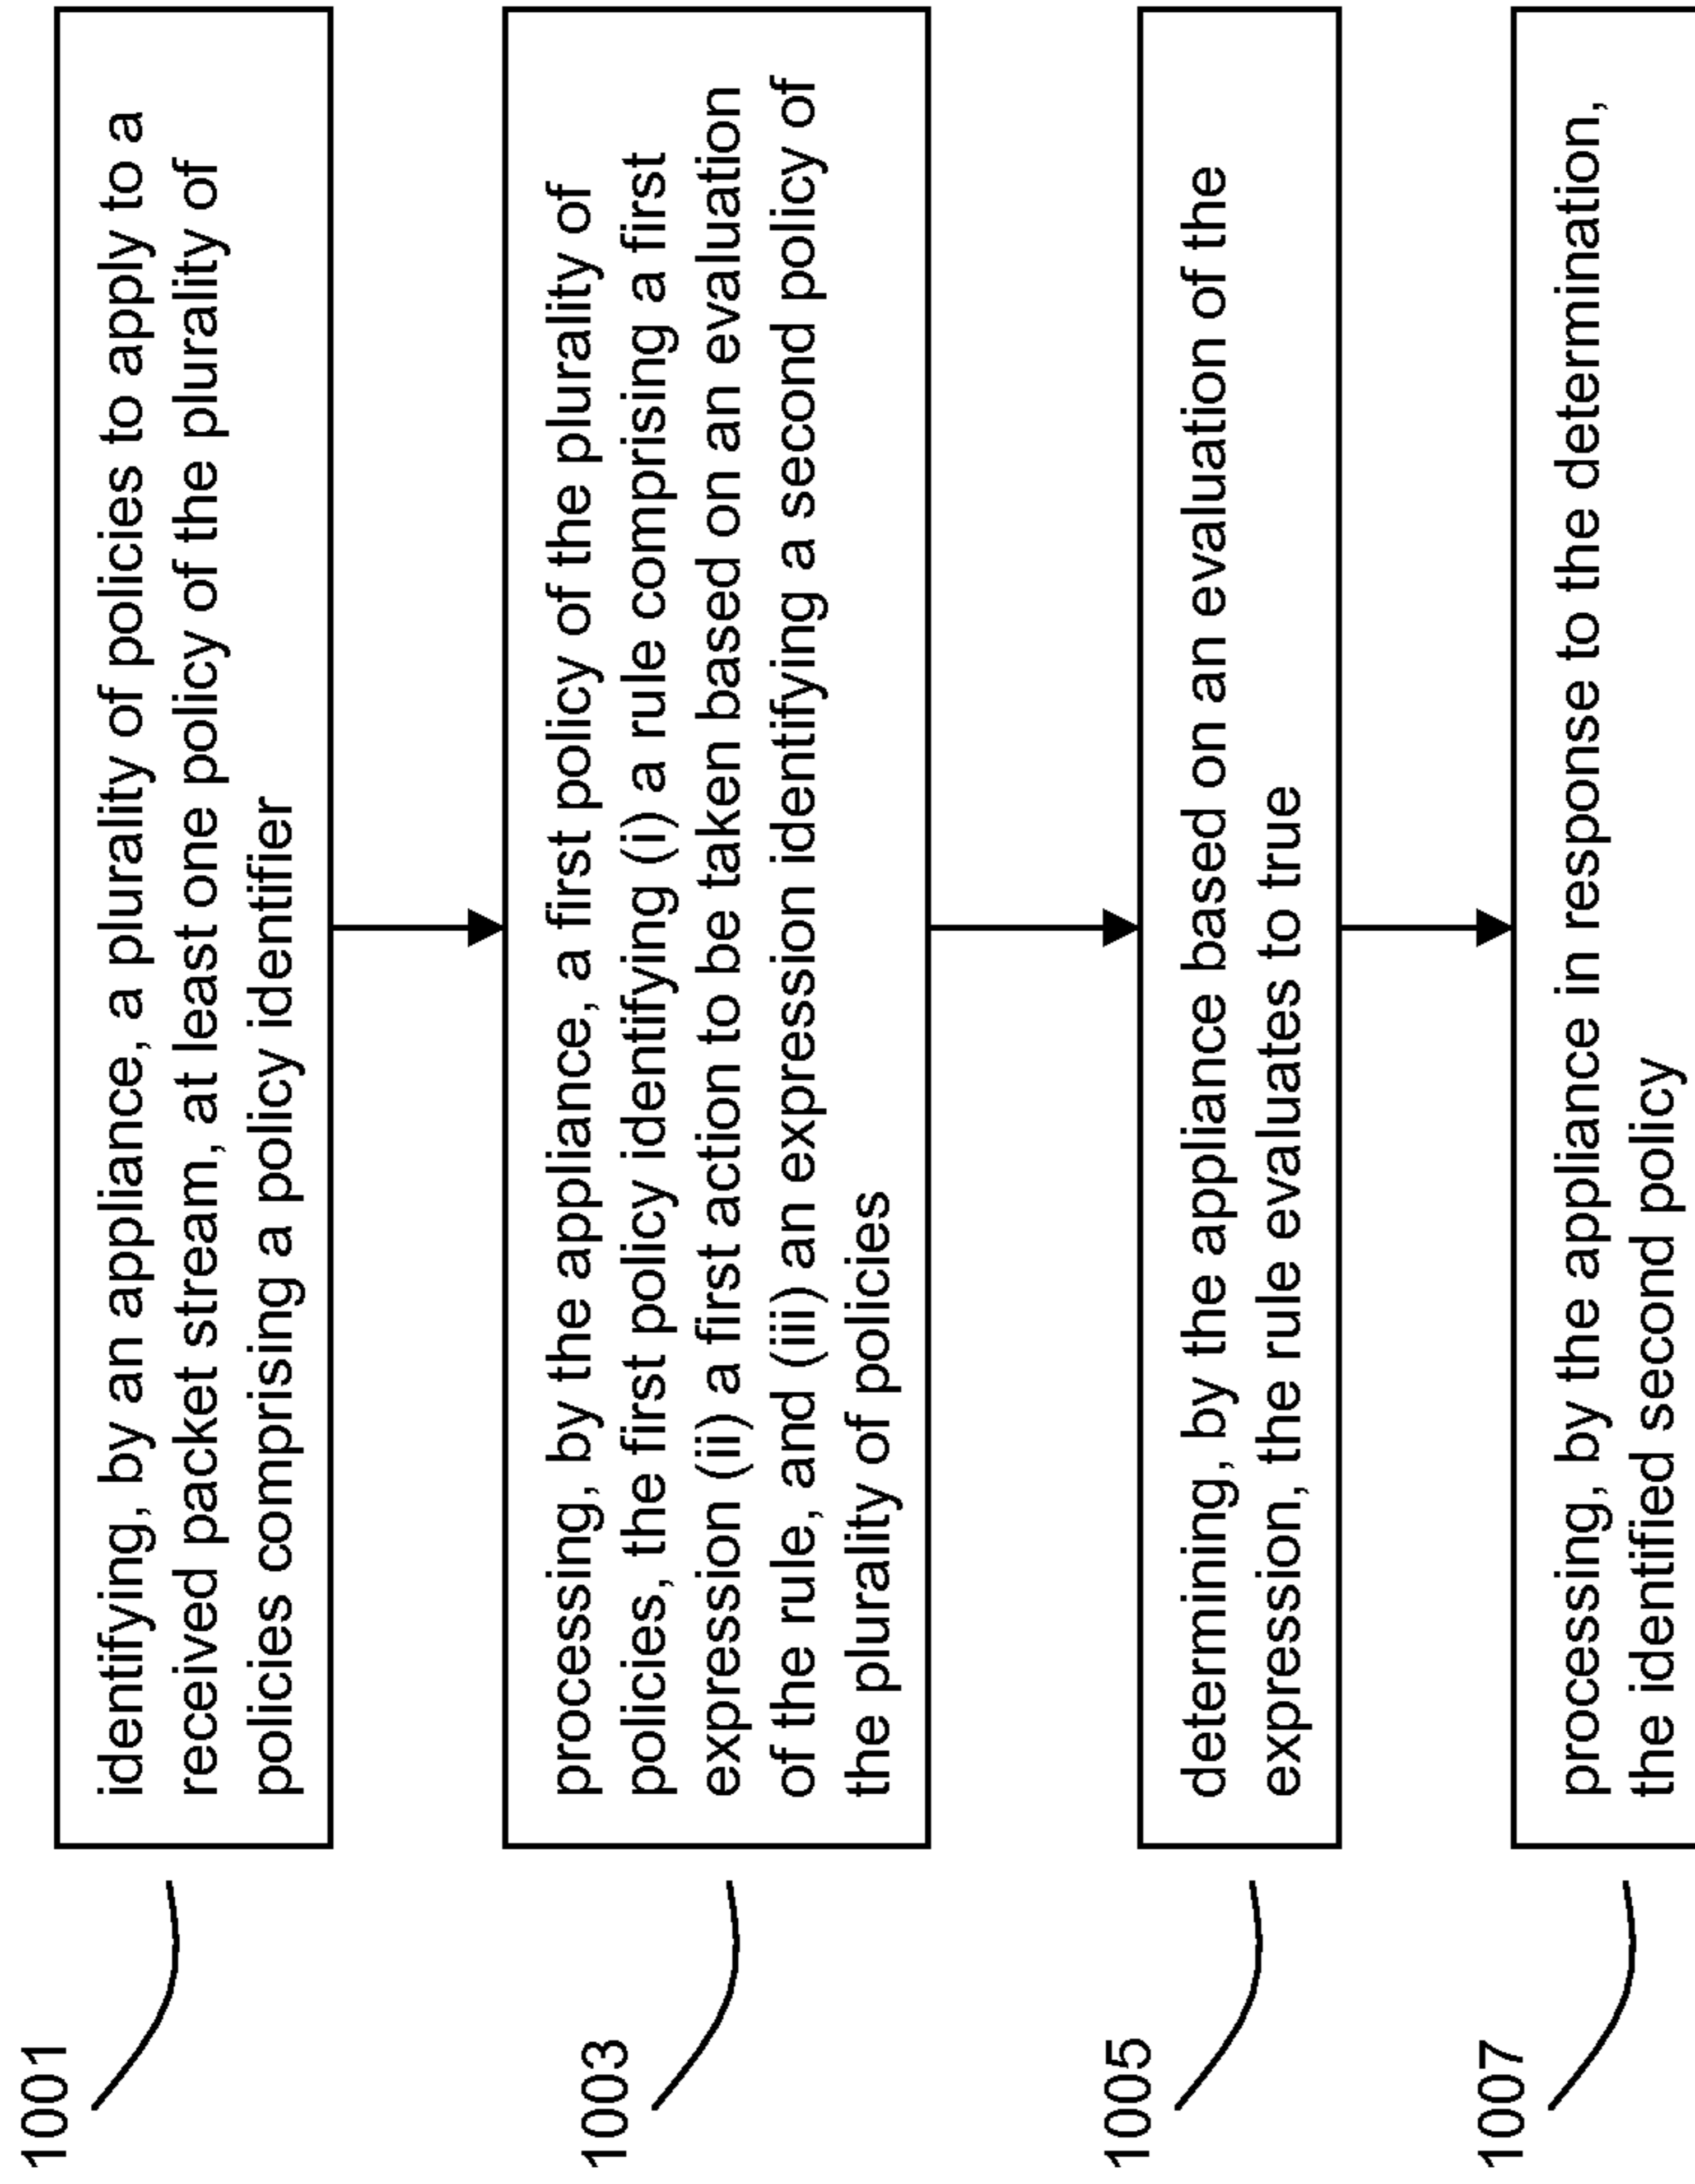 1001
identifying, by an appliance, a plurality of policies to apply to a
received packet stream, at least one policy of the plurality of
policies comprising a policy identifier
1003
processing, by the appliance, a first policy of the plurality of
policies, the first policy identifying (i) a rule comprising a first
expression (ii) a first action to be taken based on an evaluation
of the rule, and (iii) an expression identifying a second policy of
the plurality of policies
1005
determining, by the appliance based on an evaluation of the
expression, the rule evaluates to true
1007
processing, by the appliance in response to the determination,
the identified second policy